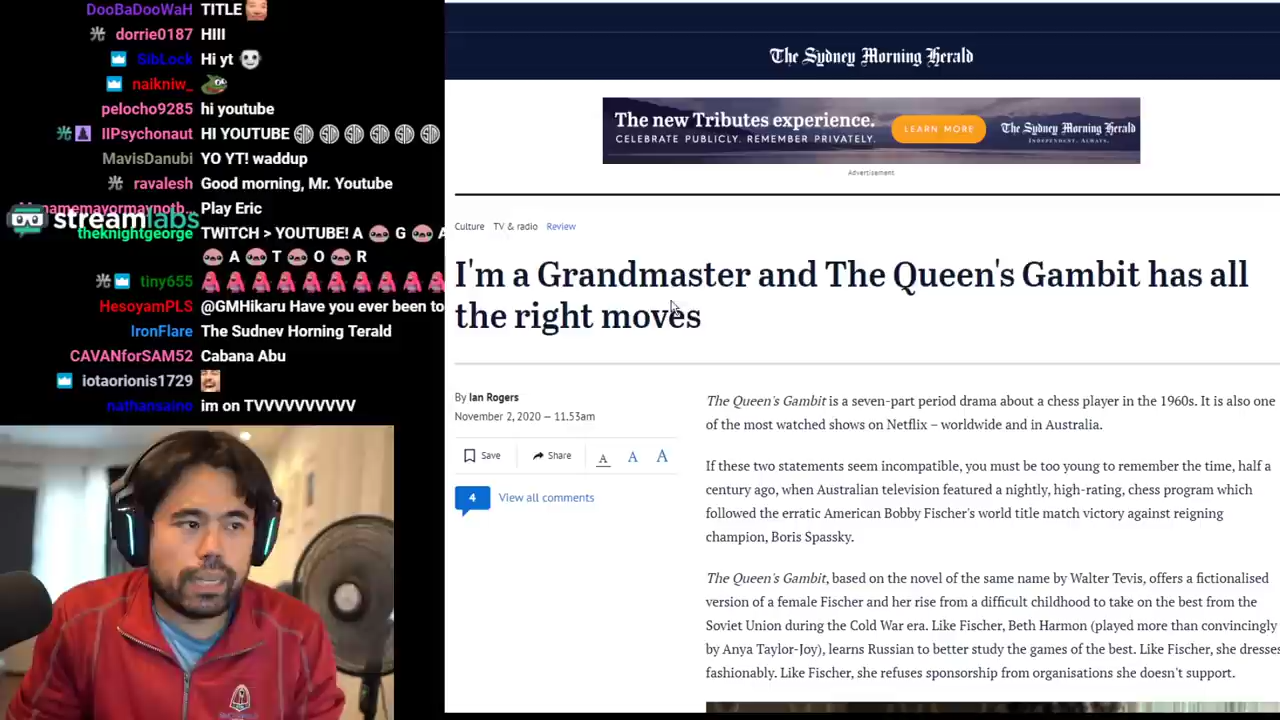 DooBaDooWaH TITLE
dorrie0187 HIII
SibLock Hi yt
naikniw_
pelocho9285 hi youtube
IIPsychonaut HI YOUTUBE
MavisDanubi YO YT! waddup
ravalesh Good morning, Mr. Youtube
Play Eric
streamlabs
theknightgeorge TWITCH > YOUTUBE! A G A
A T O R
tiny655
HesoyamPLS @GMHikaru Have you ever been to
IronFlare The Sudnev Horning Terald
CAVANforSAM52 Cabana Abu
iotaorionis1729
nathansaino im on TVVVVVVVVVV
The Sydney Morning Herald
The new Tributes experience.
CELEBRATE PUBLICLY. REMEMBER PRIVATELY.
LEARN MORE
The Sydney Morning Herald
INDEPENDENT. ALWAYS.
Advertisement
Culture TV & radio Review
I'm a Grandmaster and The Queen's Gambit has all
the right moves
By Ian Rogers
November 2, 2020 — 11.53am
Save Share A A A
4 View all comments
The Queen's Gambit is a seven-part period drama about a chess player in the 1960s. It is also one
of the most watched shows on Netflix – worldwide and in Australia.
If these two statements seem incompatible, you must be too young to remember the time, half a
century ago, when Australian television featured a nightly, high-rating, chess program which
followed the erratic American Bobby Fischer's world title match victory against reigning
champion, Boris Spassky.
The Queen's Gambit, based on the novel of the same name by Walter Tevis, offers a fictionalised
version of a female Fischer and her rise from a difficult childhood to take on the best from the
Soviet Union during the Cold War era. Like Fischer, Beth Harmon (played more than convincingly
by Anya Taylor-Joy), learns Russian to better study the games of the best. Like Fischer, she dresses
fashionably. Like Fischer, she refuses sponsorship from organisations she doesn't support.